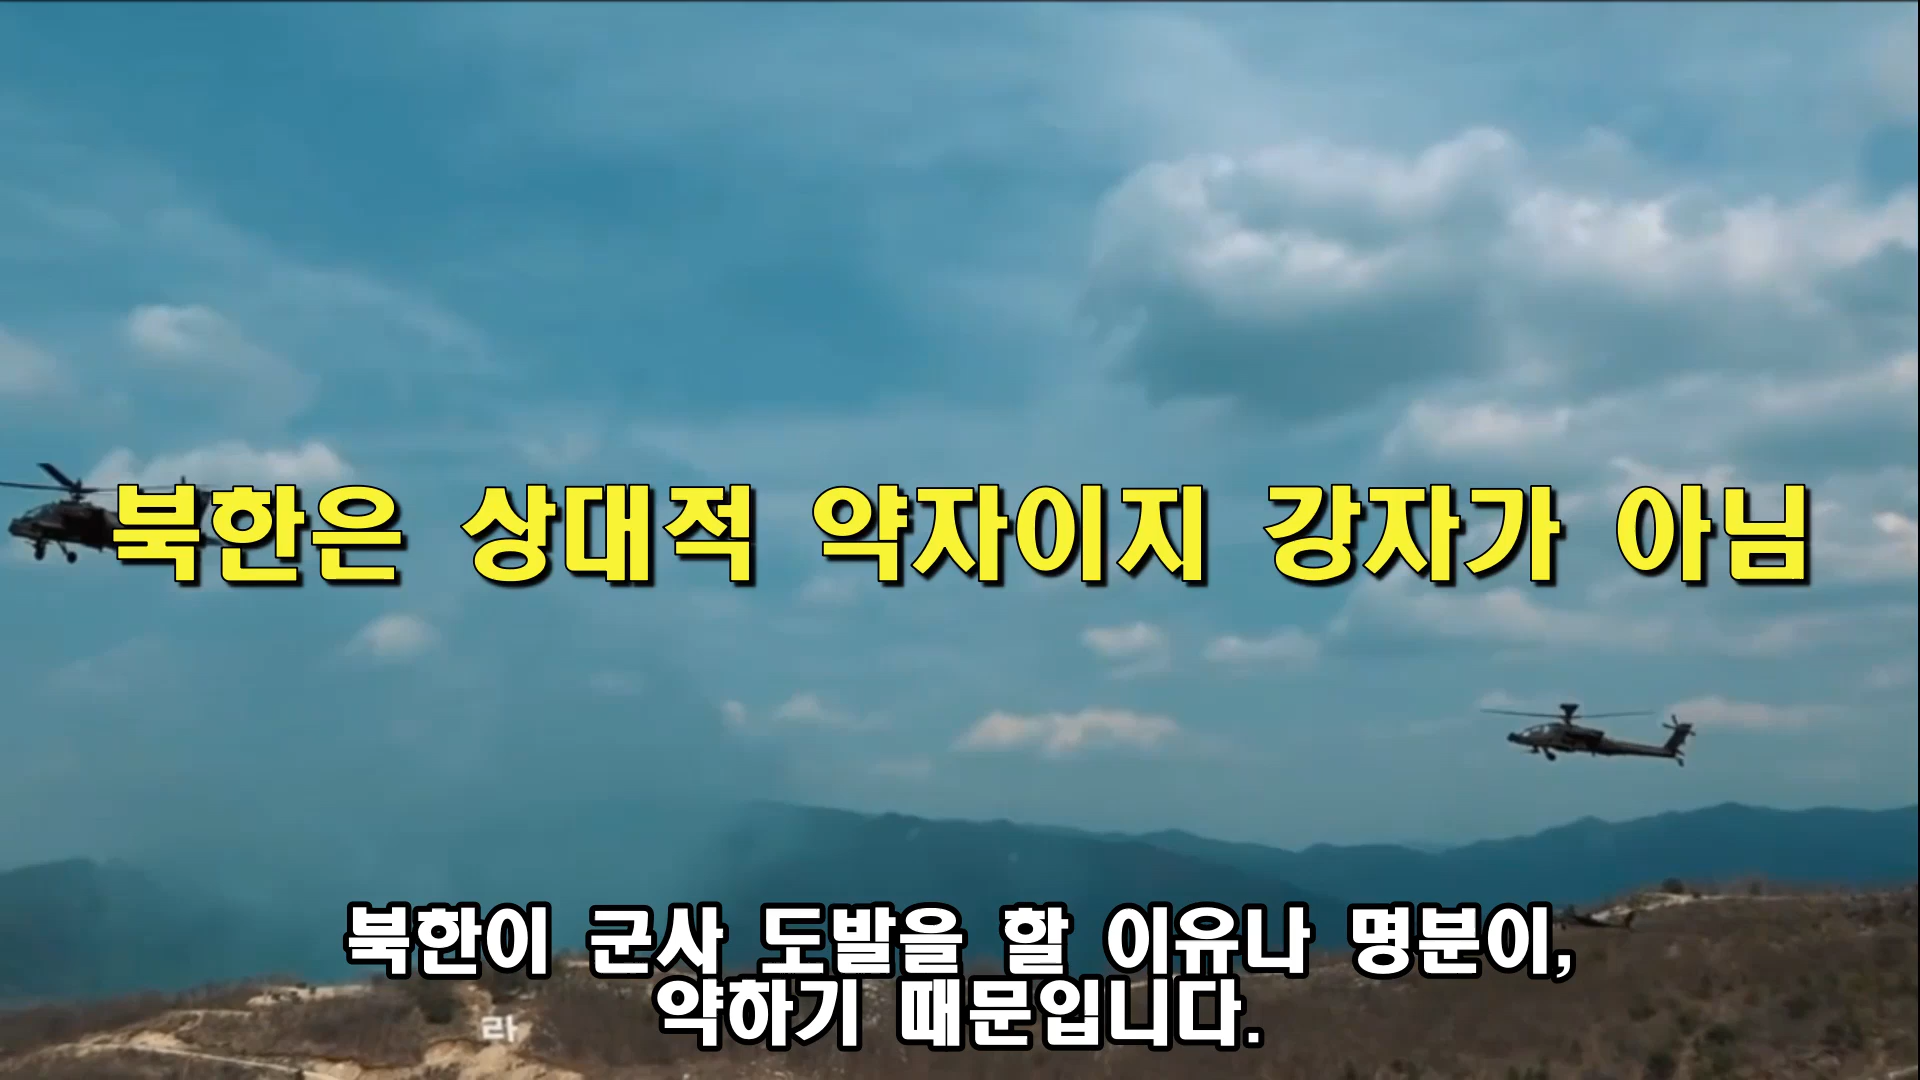 북한은 상대적 약자이지 강자가 아님
북한이 군사 도발을 할 이유나 명분이,
약하기 때문입니다.
라